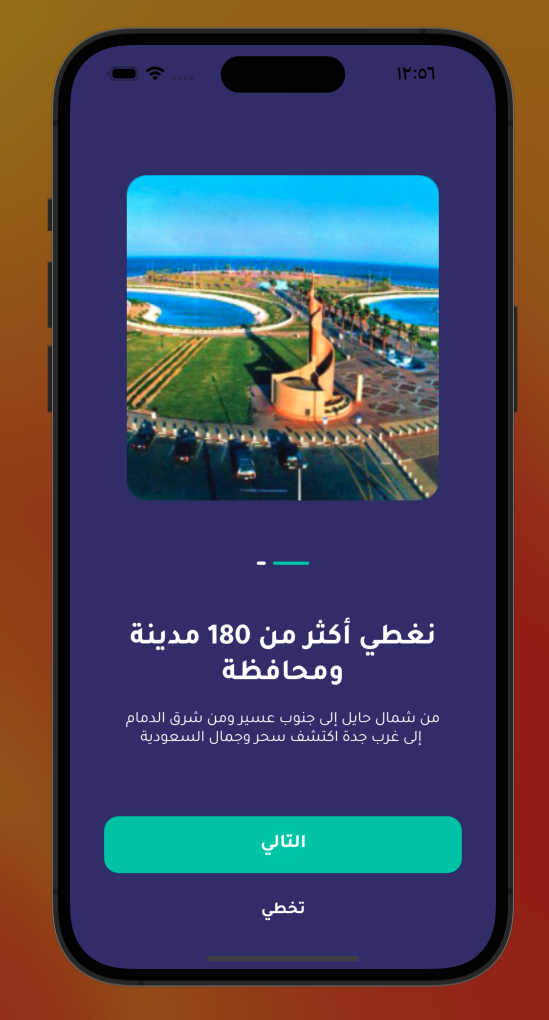 ١٢:٥٦
نغطي أكثر من 180 مدينة
ومحافظة
من شمال حايل إلى جنوب عسير ومن شرق الدمام
إلى غرب جدة اكتشف سحر وجمال السعودية
التالي
تخطي